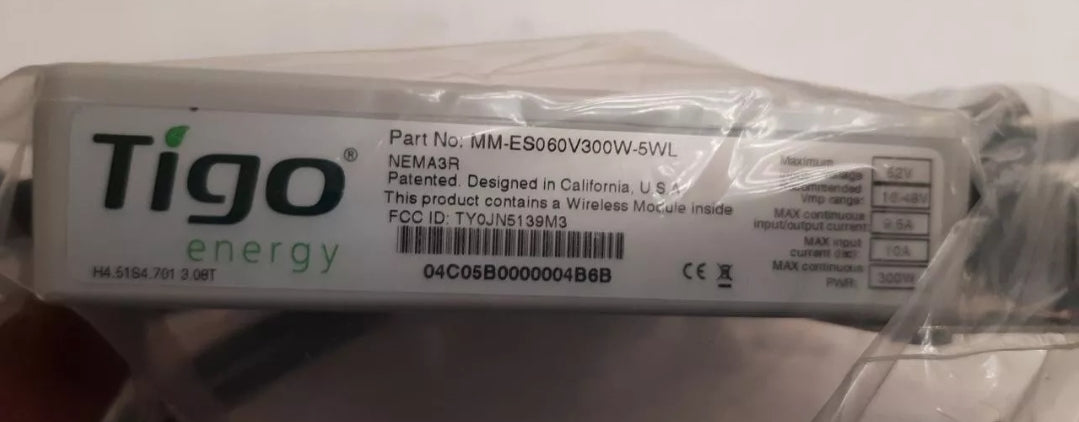 Tigo®
energy
H4.51S4.701 3.08T
Part No: MM-ES060V300W-5WL
NEMA3R
Patented. Designed in California, U.S.A
This product contains a Wireless Module inside
FCC ID: TY0JN5139M3
04C05B0000004B6B
CE
Maximum
52V
Vmp range: 16-48V
MAX continuous
input/output current 9.5A
MAX input
current (Isc): 10A
MAX continuous
PWR: 300W